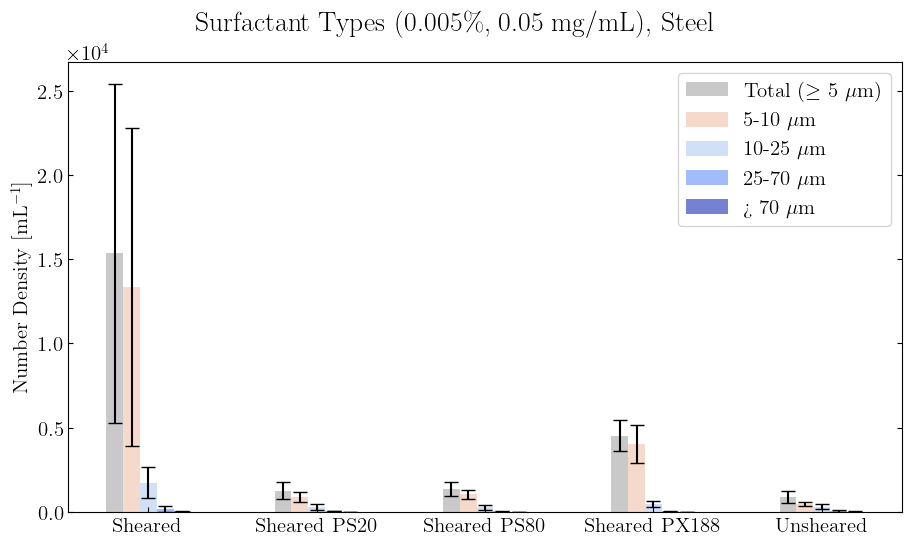 Surfactant Types (0.005%, 0.05 mg/mL), Steel
×10⁴
Number Density [mL⁻¹]
2.5
2.0
1.5
1.0
0.5
0.0
Total (≥ 5 μm)
5-10 μm
10-25 μm
25-70 μm
¿ 70 μm
Sheared
Sheared PS20
Sheared PS80
Sheared PX188
Unsheared